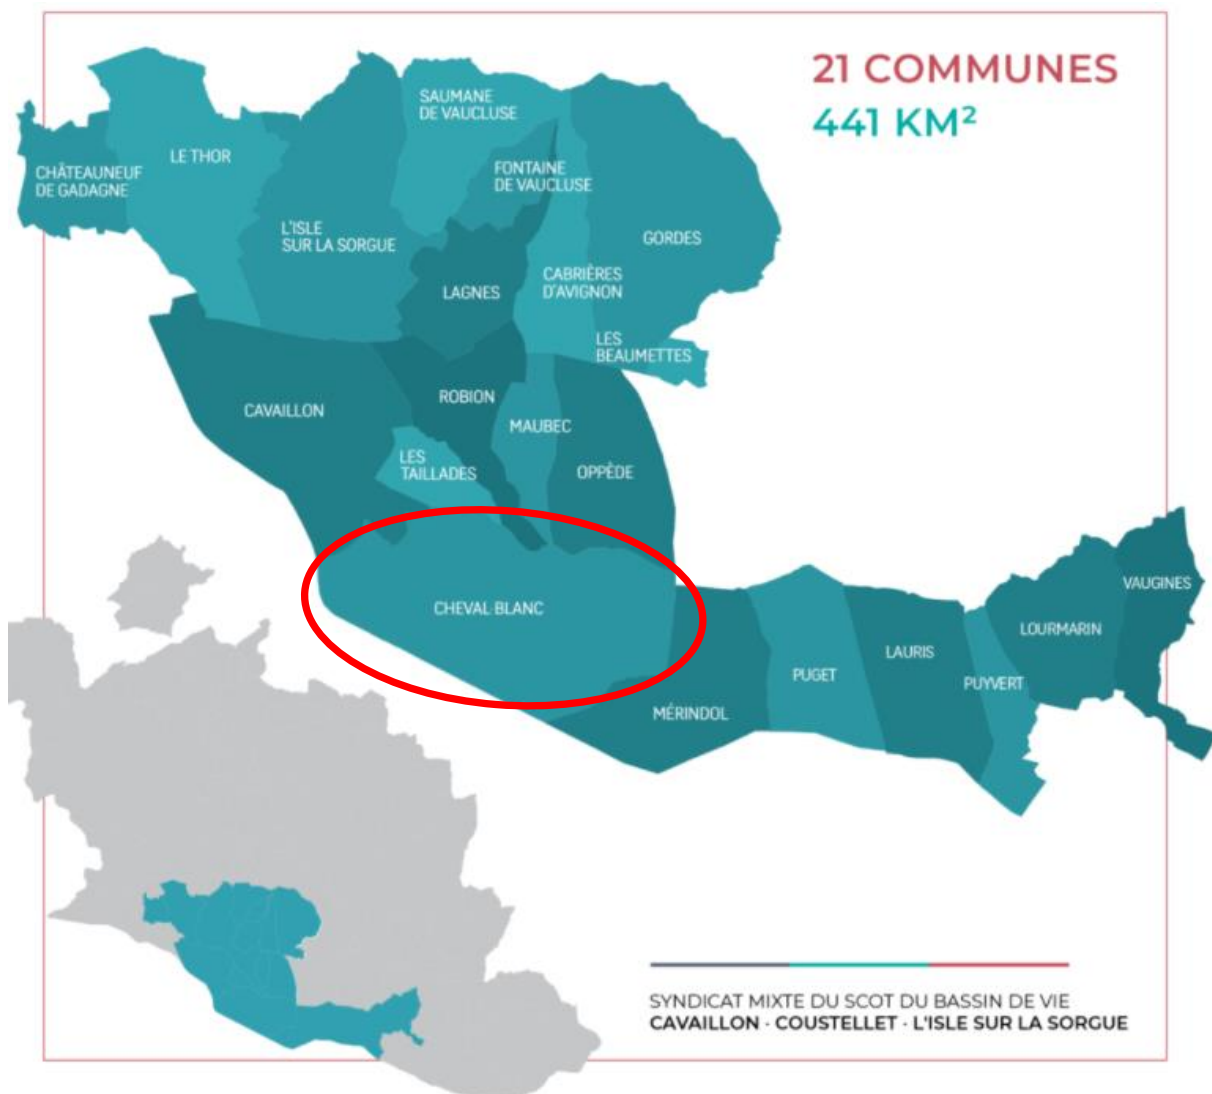 21 COMMUNES
441 KM²
SAUMANE
DE VAUCLUSE
LE THOR
CHÂTEAUNEUF
DE GADAGNE
FONTAINE
DE VAUCLUSE
L'ISLE
SUR LA SORGUE
GORDES
CABRIÈRES
D'AVIGNON
LAGNES
LES
BEAUMETTES
ROBION
CAVAILLON
MAUBEC
LES
TAILLADES
OPPÈDE
CHEVAL BLANC
VAUGINES
LOURMARIN
LAURIS
PUGET
PUYVERT
MÉRINDOL
SYNDICAT MIXTE DU SCOT DU BASSIN DE VIE
CAVAILLON · COUSTELLET · L'ISLE SUR LA SORGUE